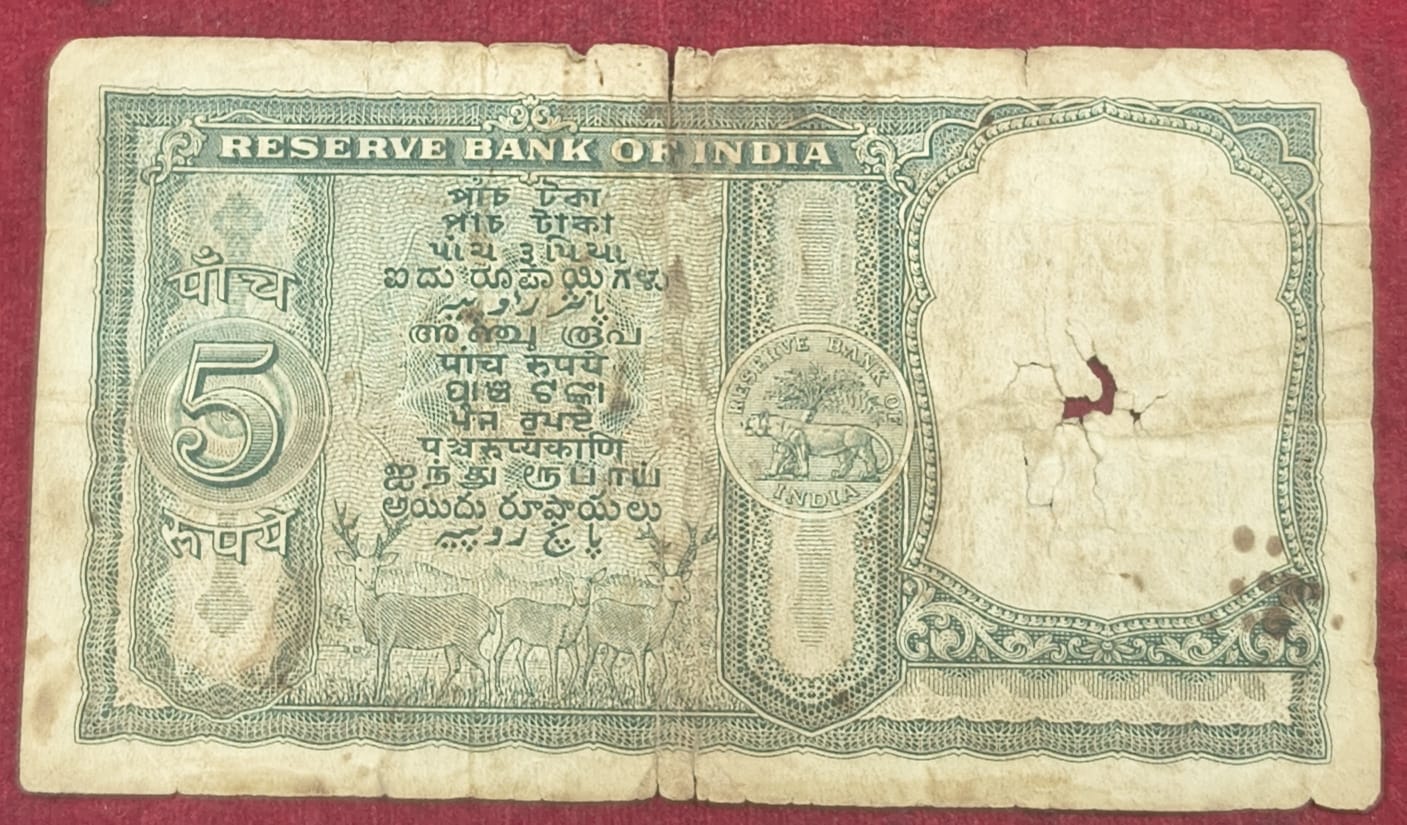 RESERVE BANK OF INDIA
पाँच
5
रूपये
পাঁচ টকা
পাঁচ টাকা
પાંચ રૂપિયા
ಐದು ರೂಪಾಯಿಗಳು
അഞ്ചു രൂപ
पांच रुपये
ପାଞ୍ଚ ଟଙ୍କା
ਪੰਜ ਰੁਪਏ
पञ्चरुप्यकाणि
ஐந்து ரூபாய்
అయిదు రూపాయలు
پانچ روپیے
RESERVE BANK OF
INDIA